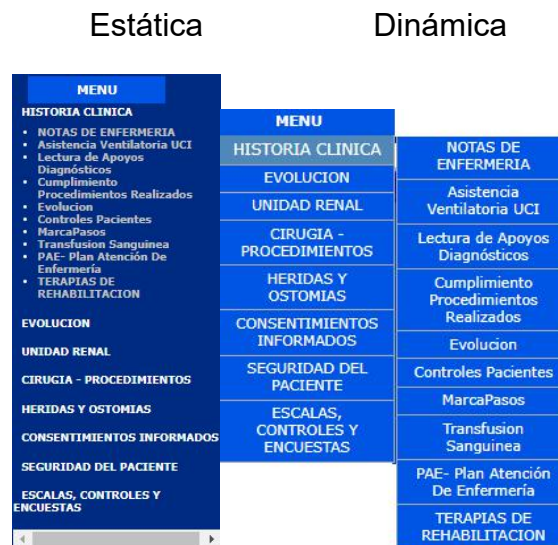 Estática
Dinámica
MENU
HISTORIA CLINICA
• NOTAS DE ENFERMERIA
• Asistencia Ventilatoria UCI
• Lectura de Apoyos
Diagnósticos
• Cumplimiento
Procedimientos Realizados
• Evolucion
• Controles Pacientes
• MarcaPasos
• Transfusion Sanguinea
• PAE- Plan Atención De
Enfermería
• TERAPIAS DE
REHABILITACION
EVOLUCION
UNIDAD RENAL
CIRUGIA - PROCEDIMIENTOS
HERIDAS Y OSTOMIAS
CONSENTIMIENTOS INFORMADOS
SEGURIDAD DEL PACIENTE
ESCALAS, CONTROLES Y
ENCUESTAS
MENU
HISTORIA CLINICA
EVOLUCION
UNIDAD RENAL
CIRUGIA -
PROCEDIMIENTOS
HERIDAS Y
OSTOMIAS
CONSENTIMIENTOS
INFORMADOS
SEGURIDAD DEL
PACIENTE
ESCALAS,
CONTROLES Y
ENCUESTAS
NOTAS DE
ENFERMERIA
Asistencia
Ventilatoria UCI
Lectura de Apoyos
Diagnósticos
Cumplimiento
Procedimientos
Realizados
Evolucion
Controles Pacientes
MarcaPasos
Transfusion
Sanguinea
PAE- Plan Atención
De Enfermería
TERAPIAS DE
REHABILITACION